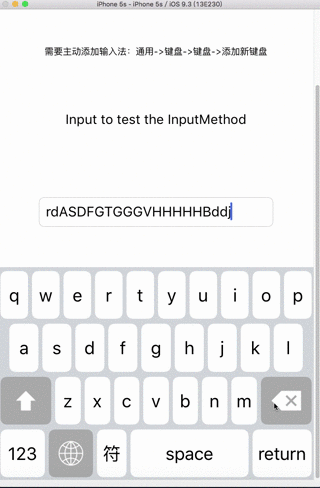 iPhone 5s - iPhone 5s / iOS 9.3 (13E230)
需要主动添加输入法：通用->键盘->键盘->添加新键盘
Input to test the InputMethod
rdASDFGTGGGVHHHHHBddj
q w e r t y u i o p
a s d f g h j k l
z x c v b n m
123 符 space return